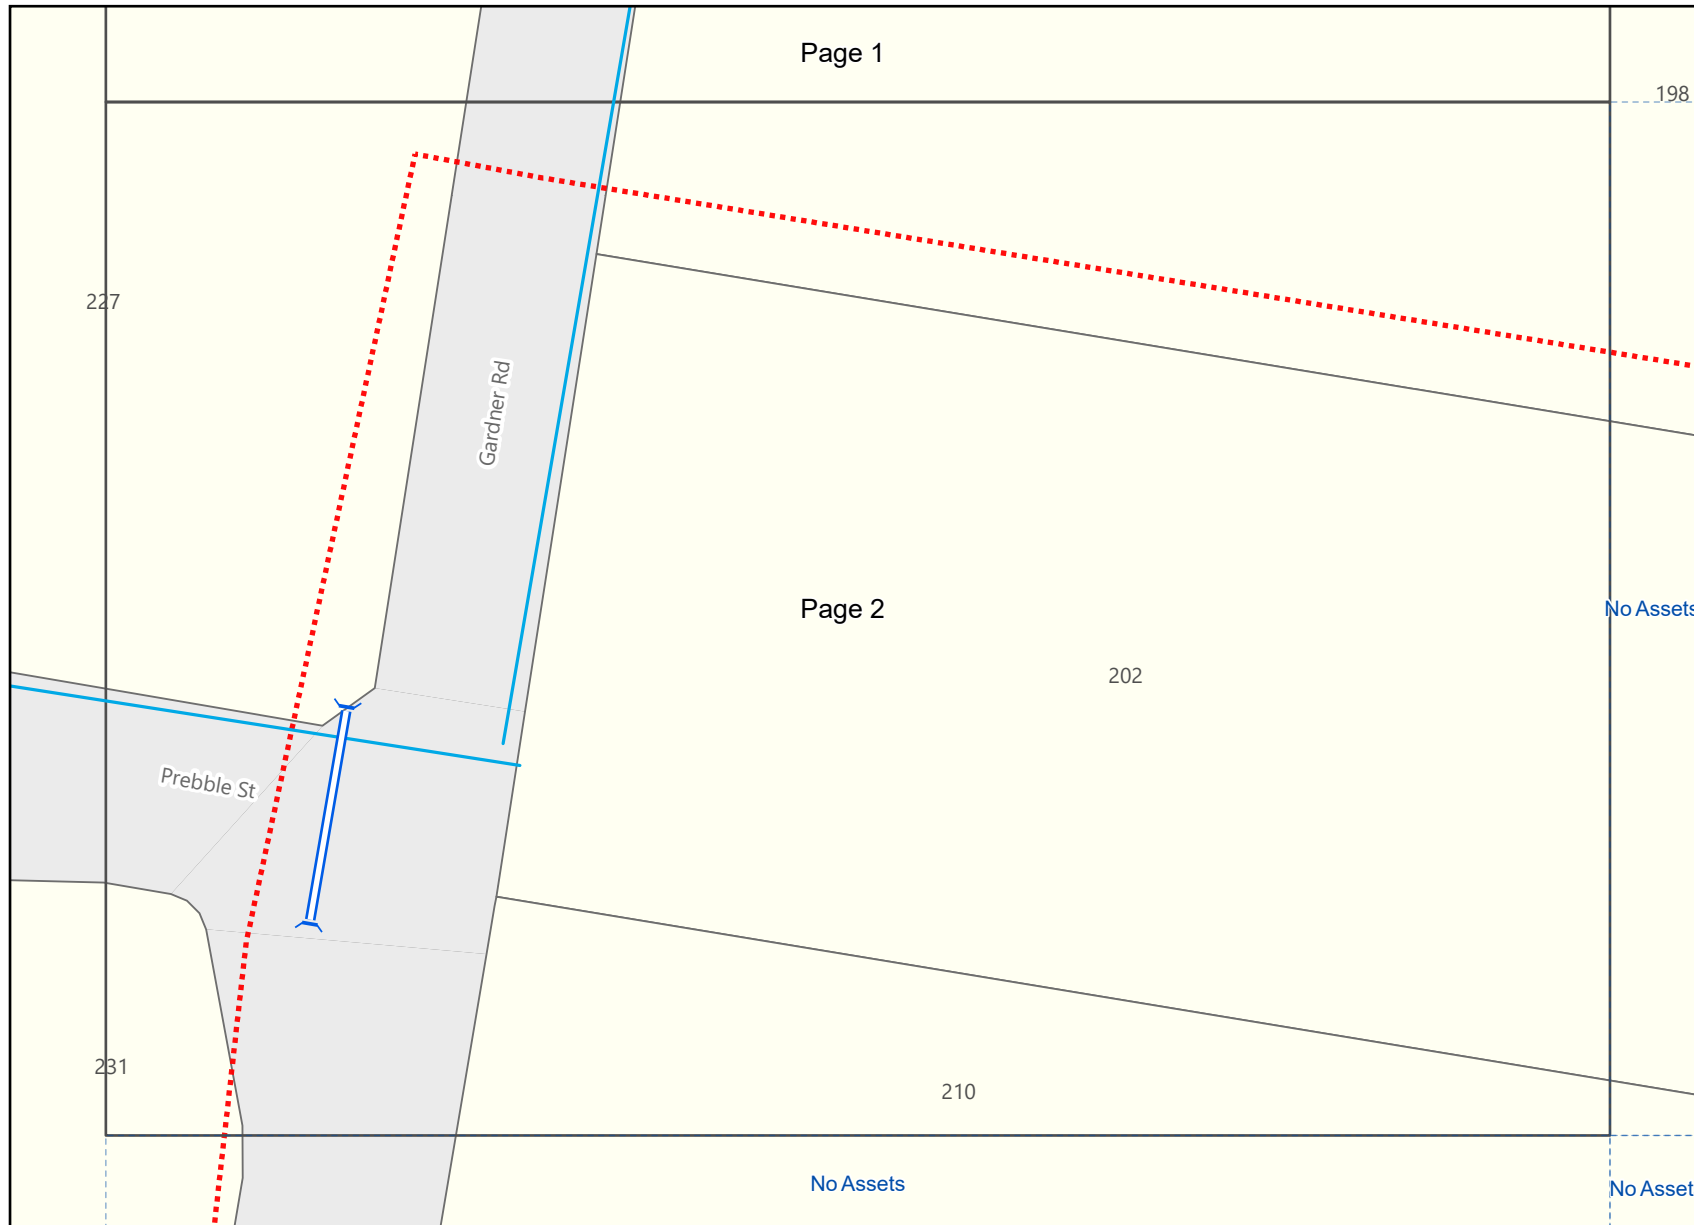 Page 1
198
227
Gardner Rd
Page 2
No Assets
202
Prebble St
231
210
No Assets
No Asset